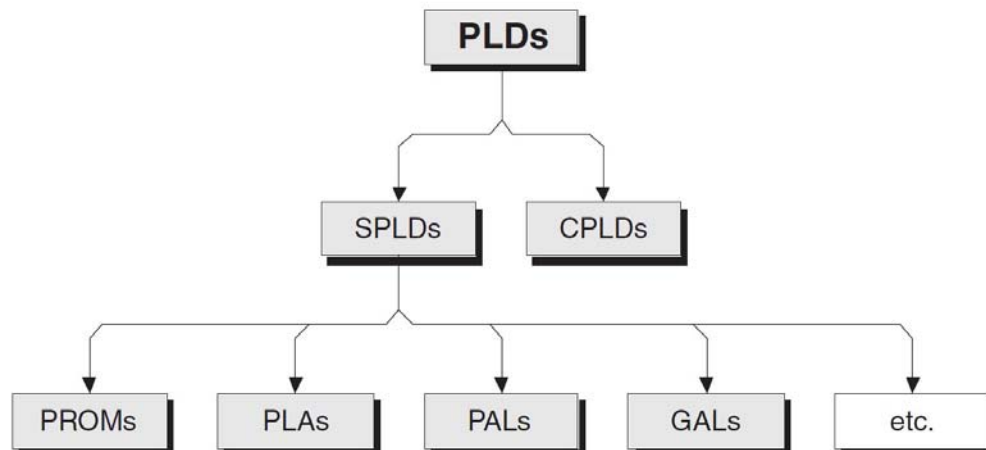 PLDs
SPLDs
CPLDs
PROMs
PLAs
PALs
GALs
etc.